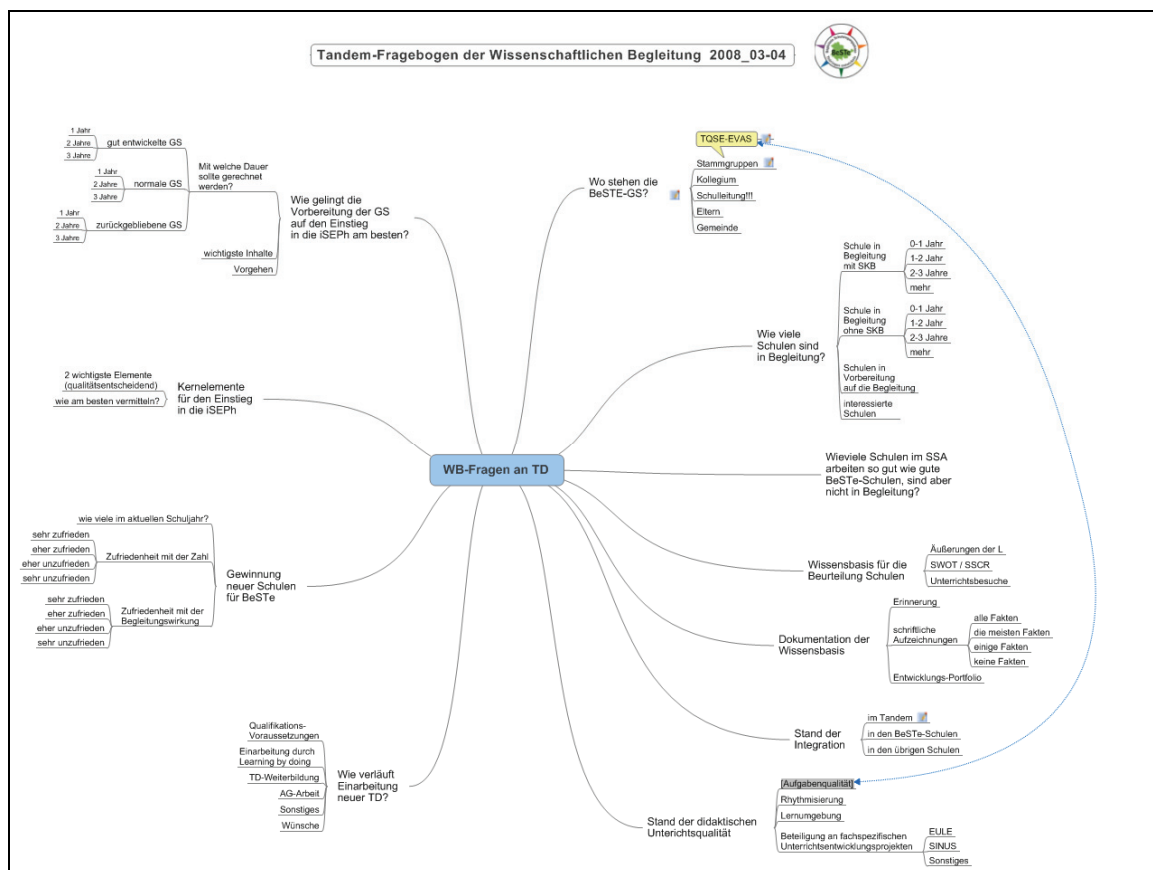 Tandem-Fragebogen der Wissenschaftlichen Begleitung 2008_03-04
BeSTe
WB-Fragen an TD
Wo stehen die
BeSTE-GS?
TQSE-EVAS
Stammgruppen
Kollegium
Schulleitung!!!
Eltern
Gemeinde
Wie viele
Schulen sind
in Begleitung?
Schule in
Begleitung
mit SKB
0-1 Jahr
1-2 Jahr
2-3 Jahre
mehr
Schule in
Begleitung
ohne SKB
0-1 Jahr
1-2 Jahr
2-3 Jahre
mehr
Schulen in
Vorbereitung
auf die Begleitung
interessierte
Schulen
Wieviele Schulen im SSA
arbeiten so gut wie gute
BeSTe-Schulen, sind aber
nicht in Begleitung?
Wissensbasis für die
Beurteilung Schulen
Äußerungen der L
SWOT / SSCR
Unterrichtsbesuche
Dokumentation der
Wissensbasis
Erinnerung
schriftliche
Aufzeichnungen
alle Fakten
die meisten Fakten
einige Fakten
keine Fakten
Entwicklungs-Portfolio
Stand der
Integration
im Tandem
in den BeSTe-Schulen
in den übrigen Schulen
Stand der didaktischen
Unterichtsqualität
[Aufgabenqualität]
Rhythmisierung
Lernumgebung
Beteiligung an fachspezifischen
Unterrichtsentwicklungsprojekten
EULE
SINUS
Sonstiges
Wie gelingt die
Vorbereitung der GS
auf den Einstieg
in die iSEPh am besten?
Mit welche Dauer
sollte gerechnet
werden?
gut entwickelte GS
1 Jahr
2 Jahre
3 Jahre
normale GS
1 Jahr
2 Jahre
3 Jahre
zurückgebliebene GS
1 Jahr
2 Jahre
3 Jahre
wichtigste Inhalte
Vorgehen
Kernelemente
für den Einstieg
in die iSEPh
2 wichtigste Elemente
(qualitätsentscheidend)
wie am besten vermitteln?
Gewinnung
neuer Schulen
für BeSTe
wie viele im aktuellen Schuljahr?
Zufriedenheit mit der Zahl
sehr zufrieden
eher zufrieden
eher unzufrieden
sehr unzufrieden
Zufriedenheit mit der
Begleitungswirkung
sehr zufrieden
eher zufrieden
eher unzufrieden
sehr unzufrieden
Wie verläuft
Einarbeitung
neuer TD?
Qualifikations-
Voraussetzungen
Einarbeitung durch
Learning by doing
TD-Weiterbildung
AG-Arbeit
Sonstiges
Wünsche